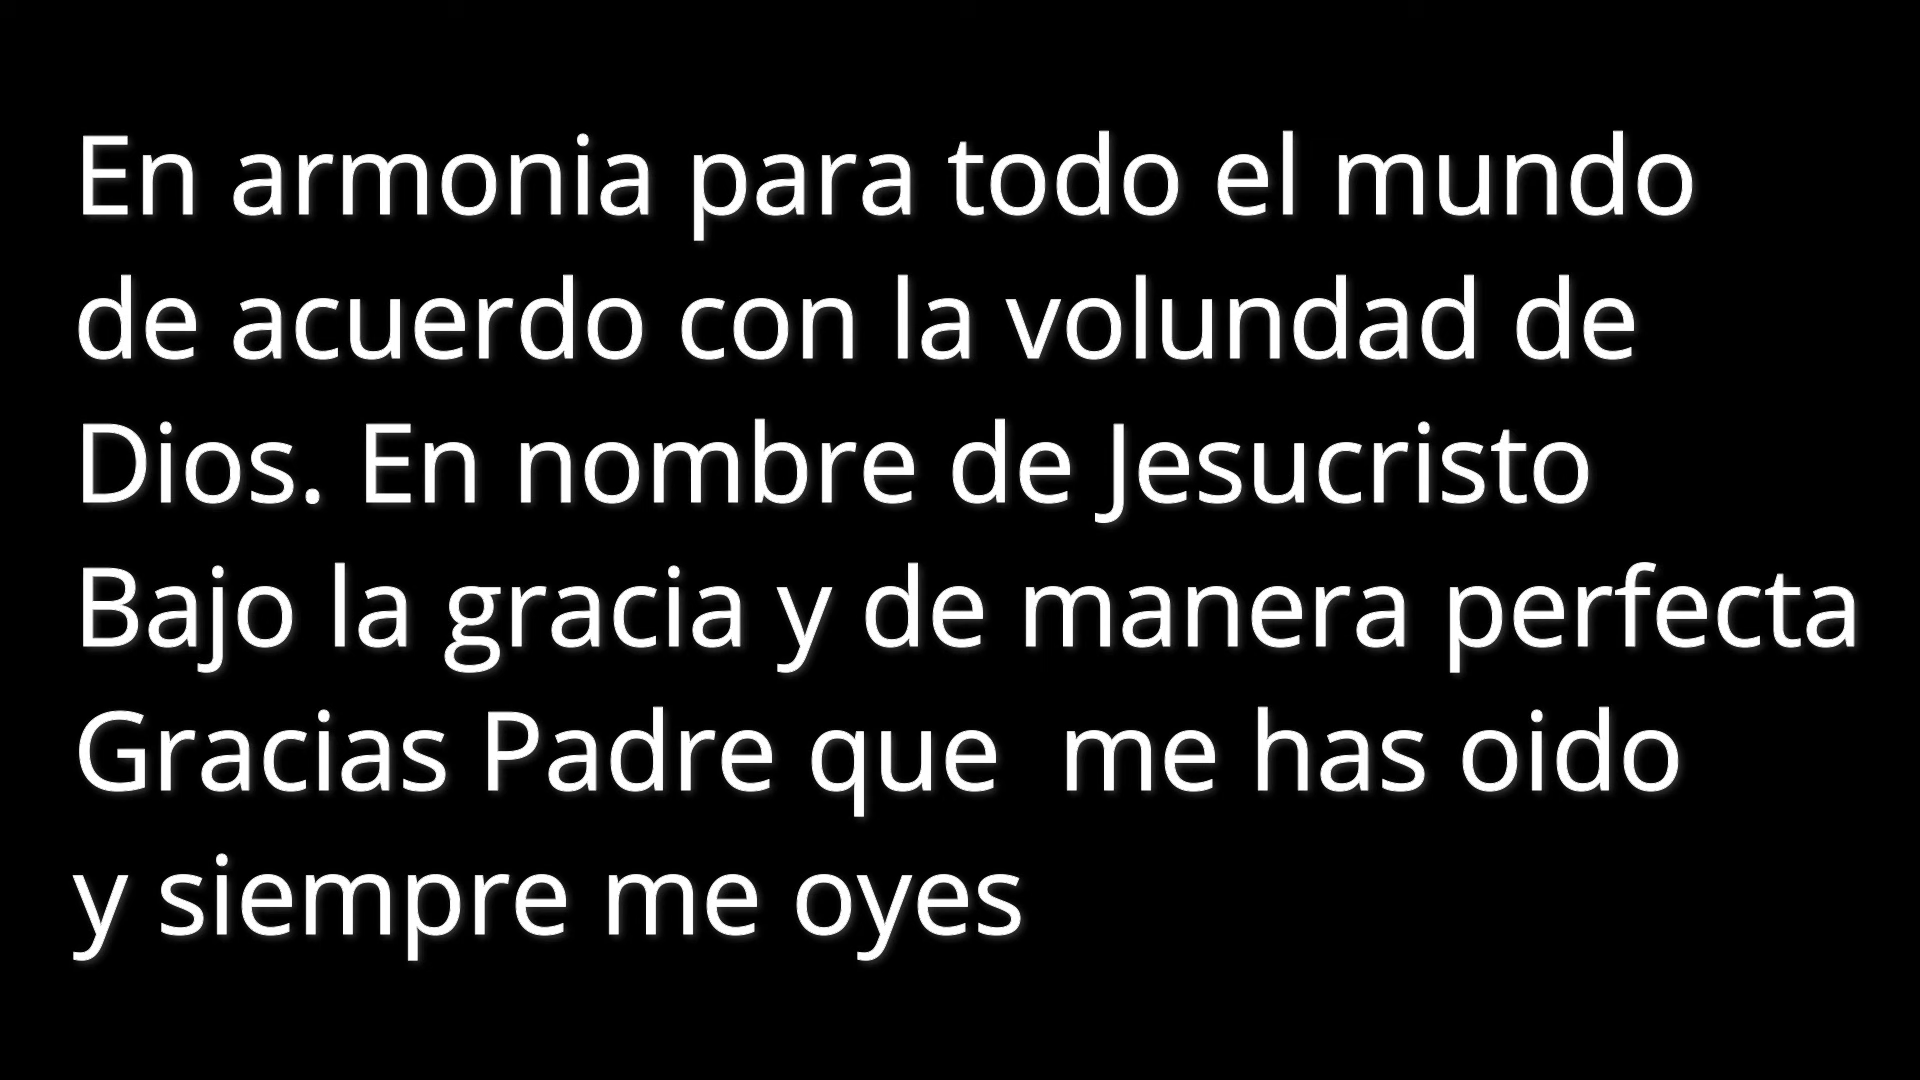 En armonia para todo el mundo
de acuerdo con la volundad de
Dios. En nombre de Jesucristo
Bajo la gracia y de manera perfecta
Gracias Padre que  me has oido
y siempre me oyes